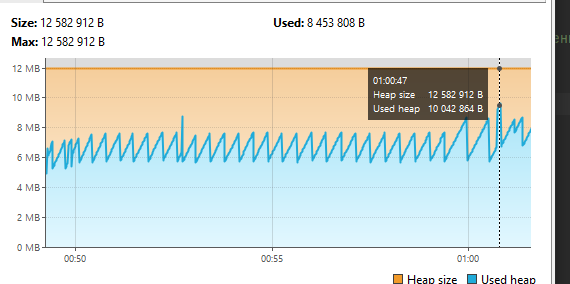 Size: 12 582 912 B Used: 8 453 808 B
Max: 12 582 912 B
12 MB
10 MB
8 MB
6 MB
4 MB
2 MB
0 MB
01:00:47
Heap size 12 582 912 B
Used heap 10 042 864 B
00:50 00:55 01:00
Heap size Used heap